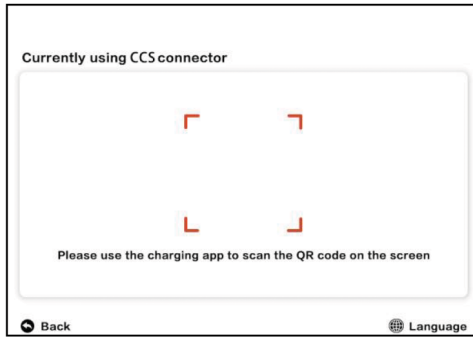 Currently using CCS connector
Please use the charging app to scan the QR code on the screen
Back
Language